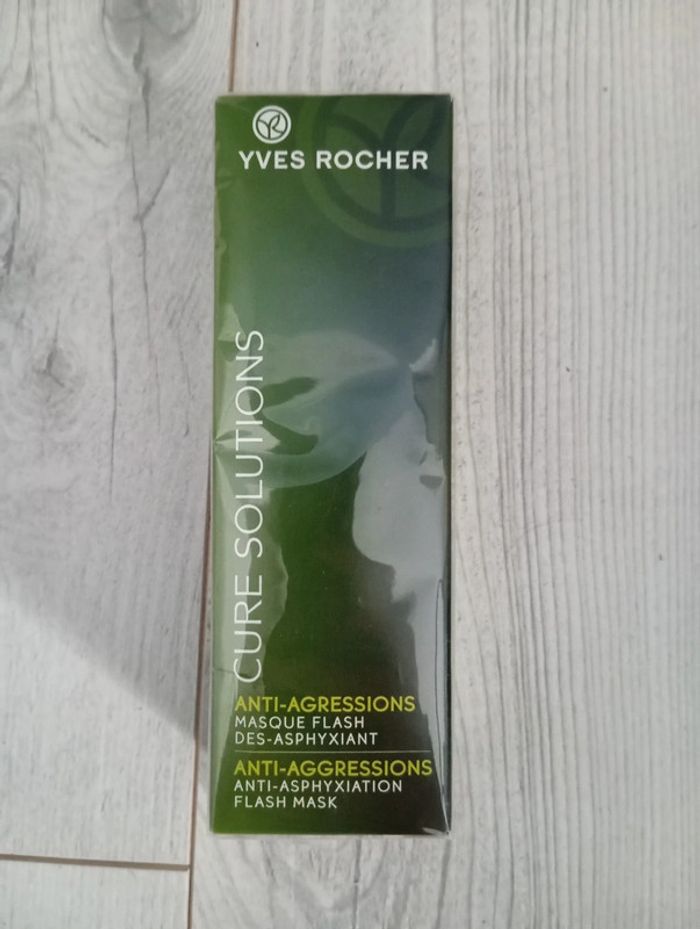 YVES ROCHER
CURE SOLUTIONS
ANTI-AGRESSIONS
MASQUE FLASH
DES-ASPHYXIANT
ANTI-AGGRESSIONS
ANTI-ASPHYXIATION
FLASH MASK